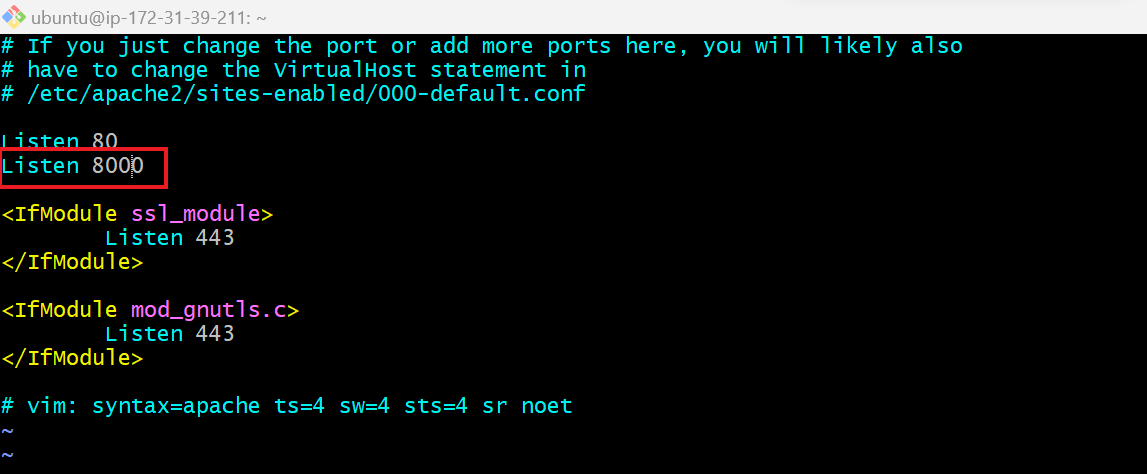 ubuntu@ip-172-31-39-211: ~
# If you just change the port or add more ports here, you will likely also
# have to change the VirtualHost statement in
# /etc/apache2/sites-enabled/000-default.conf
Listen 80
Listen 8000
<IfModule ssl_module>
        Listen 443
</IfModule>
<IfModule mod_gnutls.c>
        Listen 443
</IfModule>
# vim: syntax=apache ts=4 sw=4 sts=4 sr noet
~
~